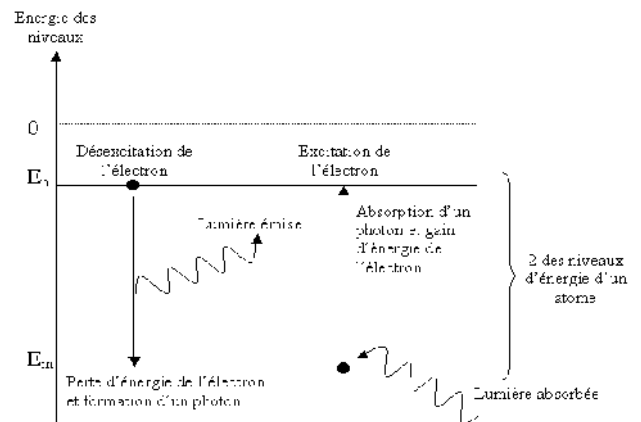 Energie des
niveaux
0
Désexcitation de
l'électron
Excitation de
l'électron
En
Absorption d'un
photon et gain
d'énergie de
l'électron
Lumière émise
2 des niveaux
d'énergie d'un
atome
Em
Perte d'énergie de l'électron
et formation d'un photon
Lumière absorbée